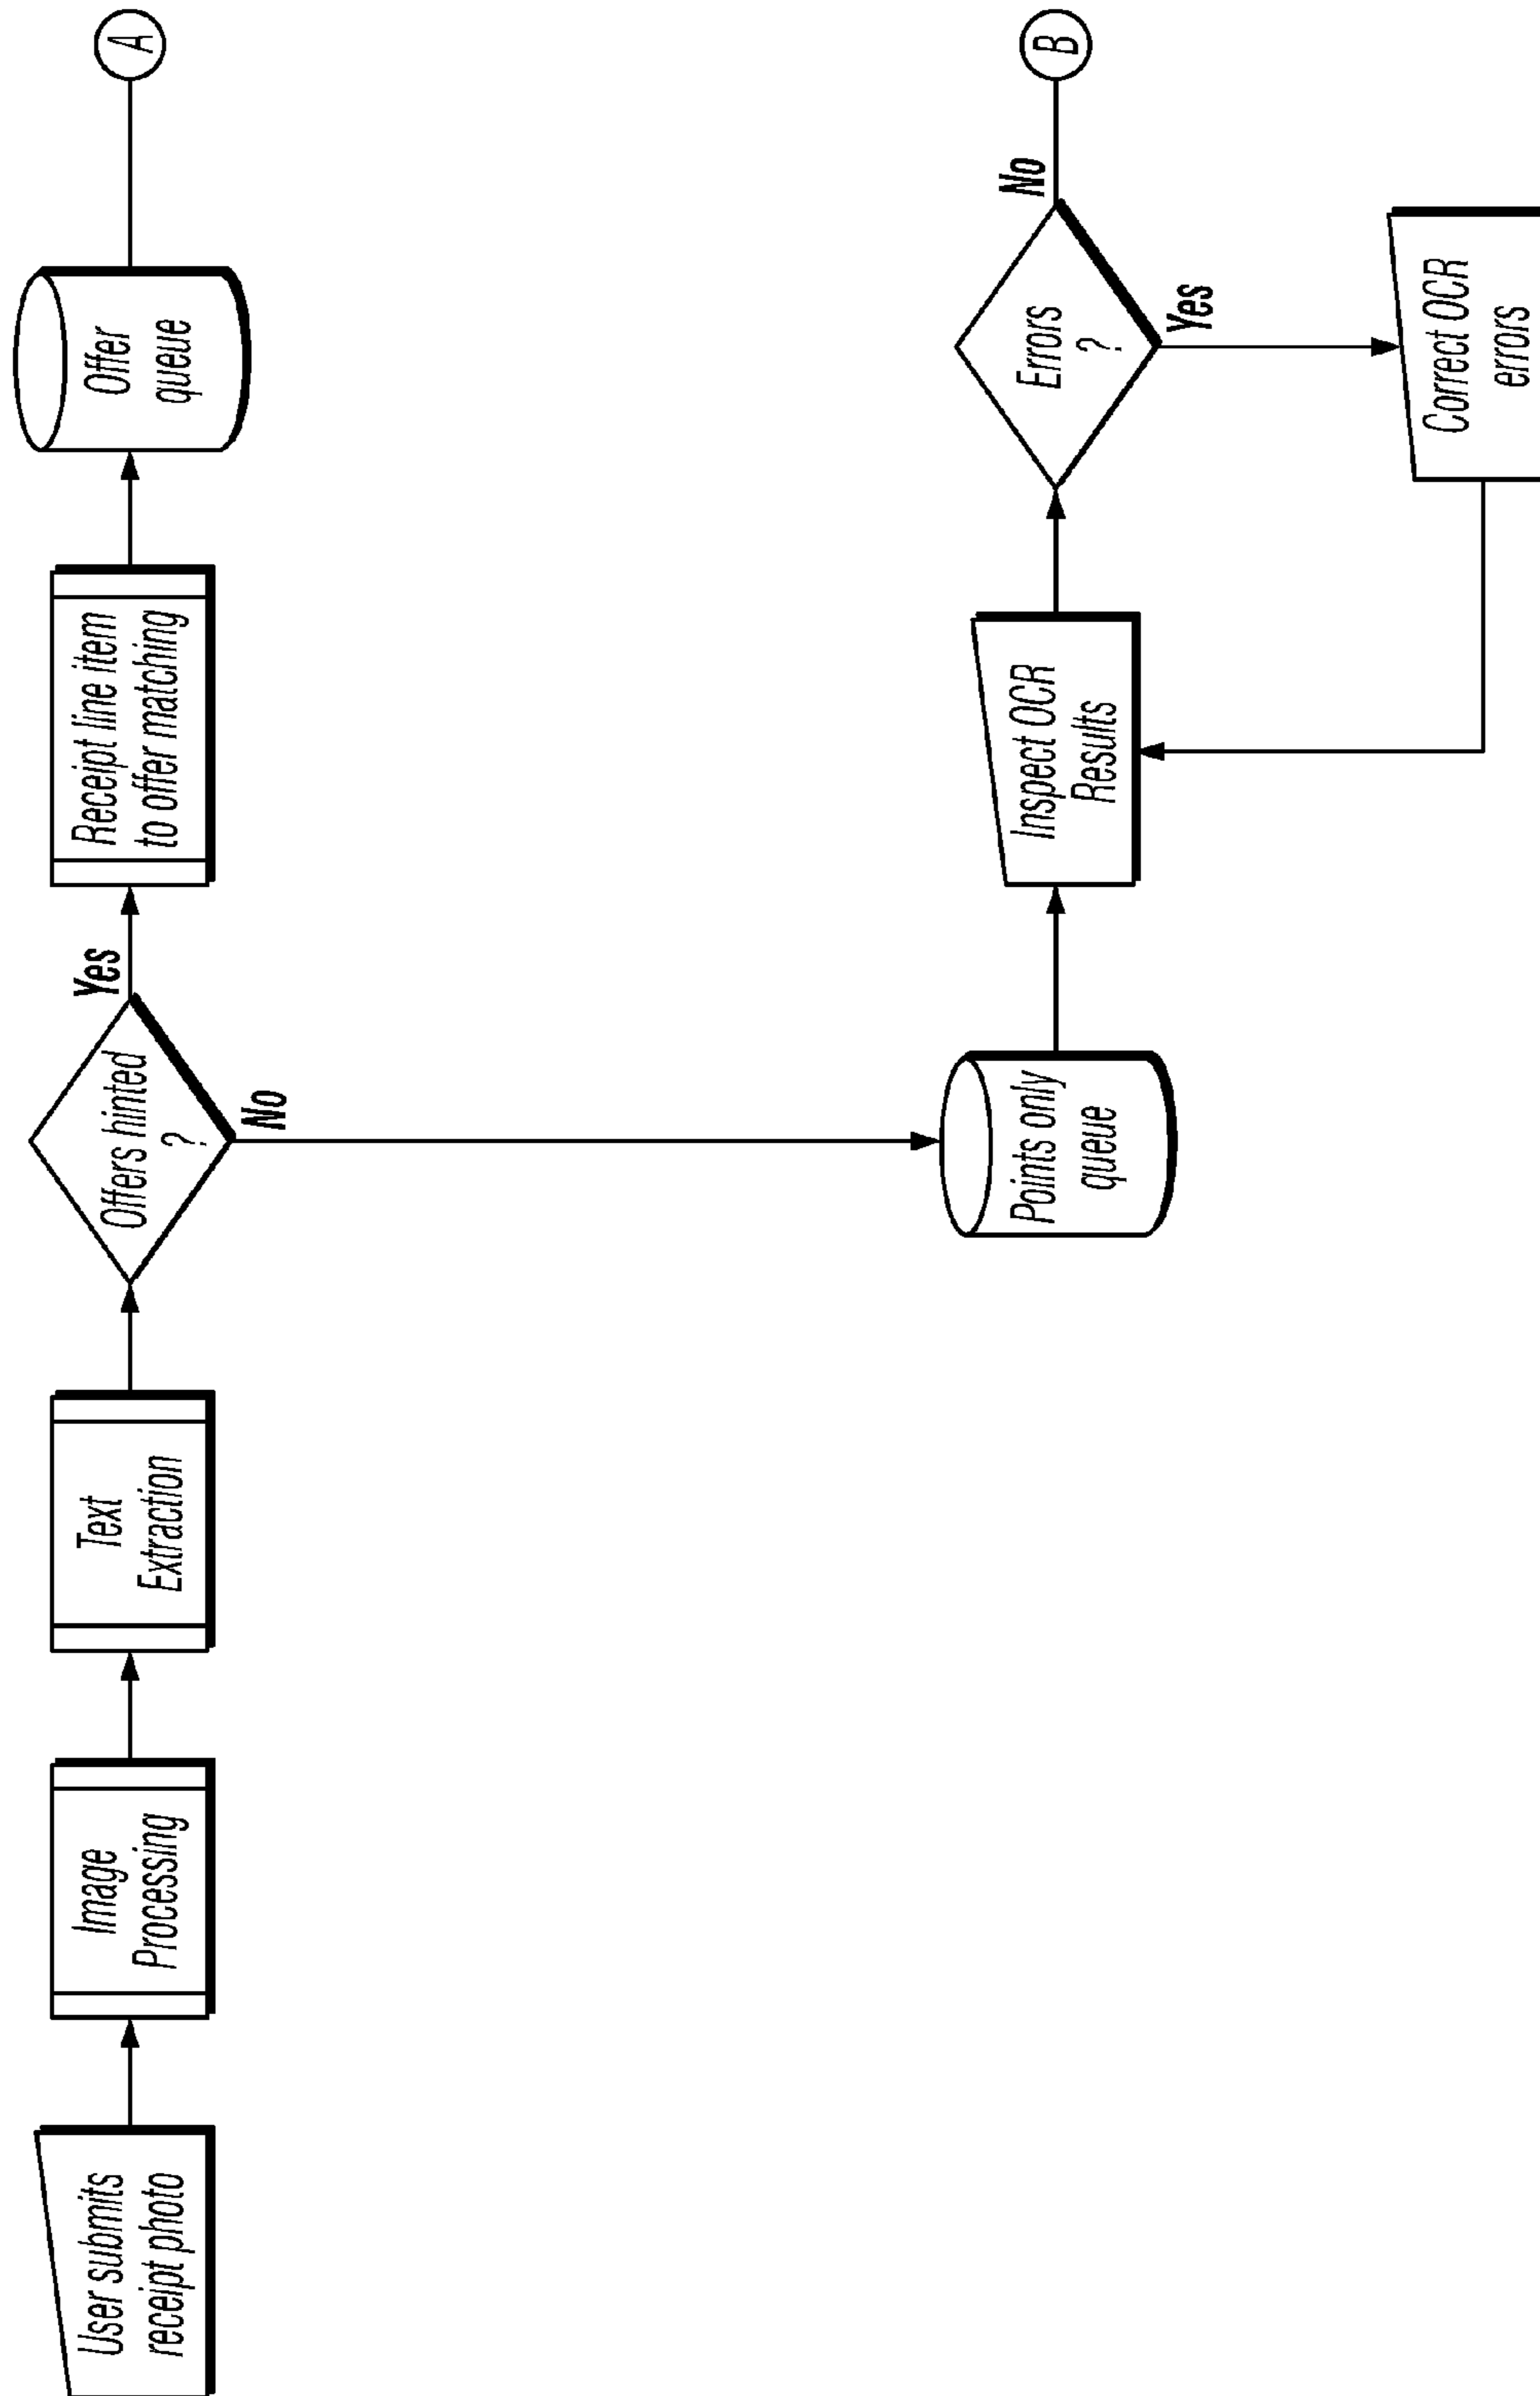 User submits
receipt photo
Image
Processing
Text
Extraction
Offers hinted
?
Yes
No
Receipt line item
to offer matching
Offer
queue
A
Points only
queue
Inspect OCR
Results
Errors
?
No
Yes
B
Correct OCR
errors